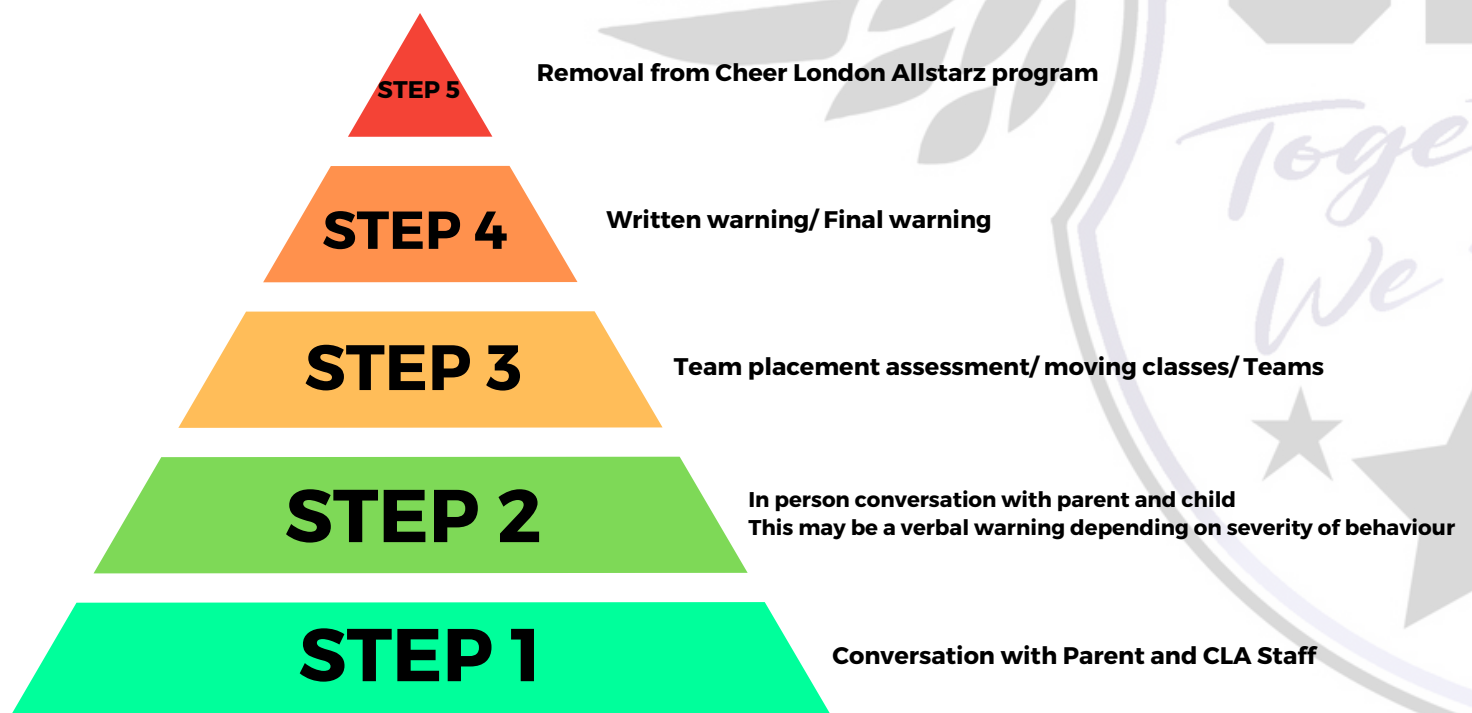 STEP 5
Removal from Cheer London Allstarz program
STEP 4
Written warning/ Final warning
STEP 3
Team placement assessment/ moving classes/ Teams
STEP 2
In person conversation with parent and child
This may be a verbal warning depending on severity of behaviour
STEP 1
Conversation with Parent and CLA Staff
We